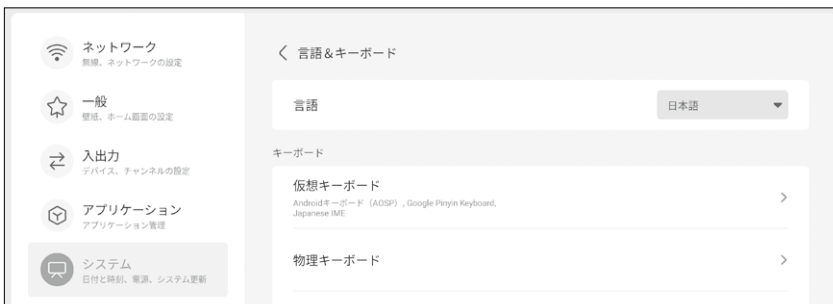 ネットワーク
無線、ネットワークの設定
一般
壁紙、ホーム画面の設定
入出力
デバイス、チャンネルの設定
アプリケーション
アプリケーション管理
システム
日付と時刻、電源、システム更新
言語&キーボード
言語
日本語
キーボード
仮想キーボード
Androidキーボード（AOSP）, Google Pinyin Keyboard,
Japanese IME
物理キーボード